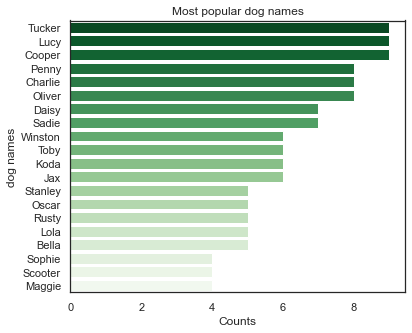 Most popular dog names
dog names
Tucker
Lucy
Cooper
Penny
Charlie
Oliver
Daisy
Sadie
Winston
Toby
Koda
Jax
Stanley
Oscar
Rusty
Lola
Bella
Sophie
Scooter
Maggie
0 2 4 6 8
Counts